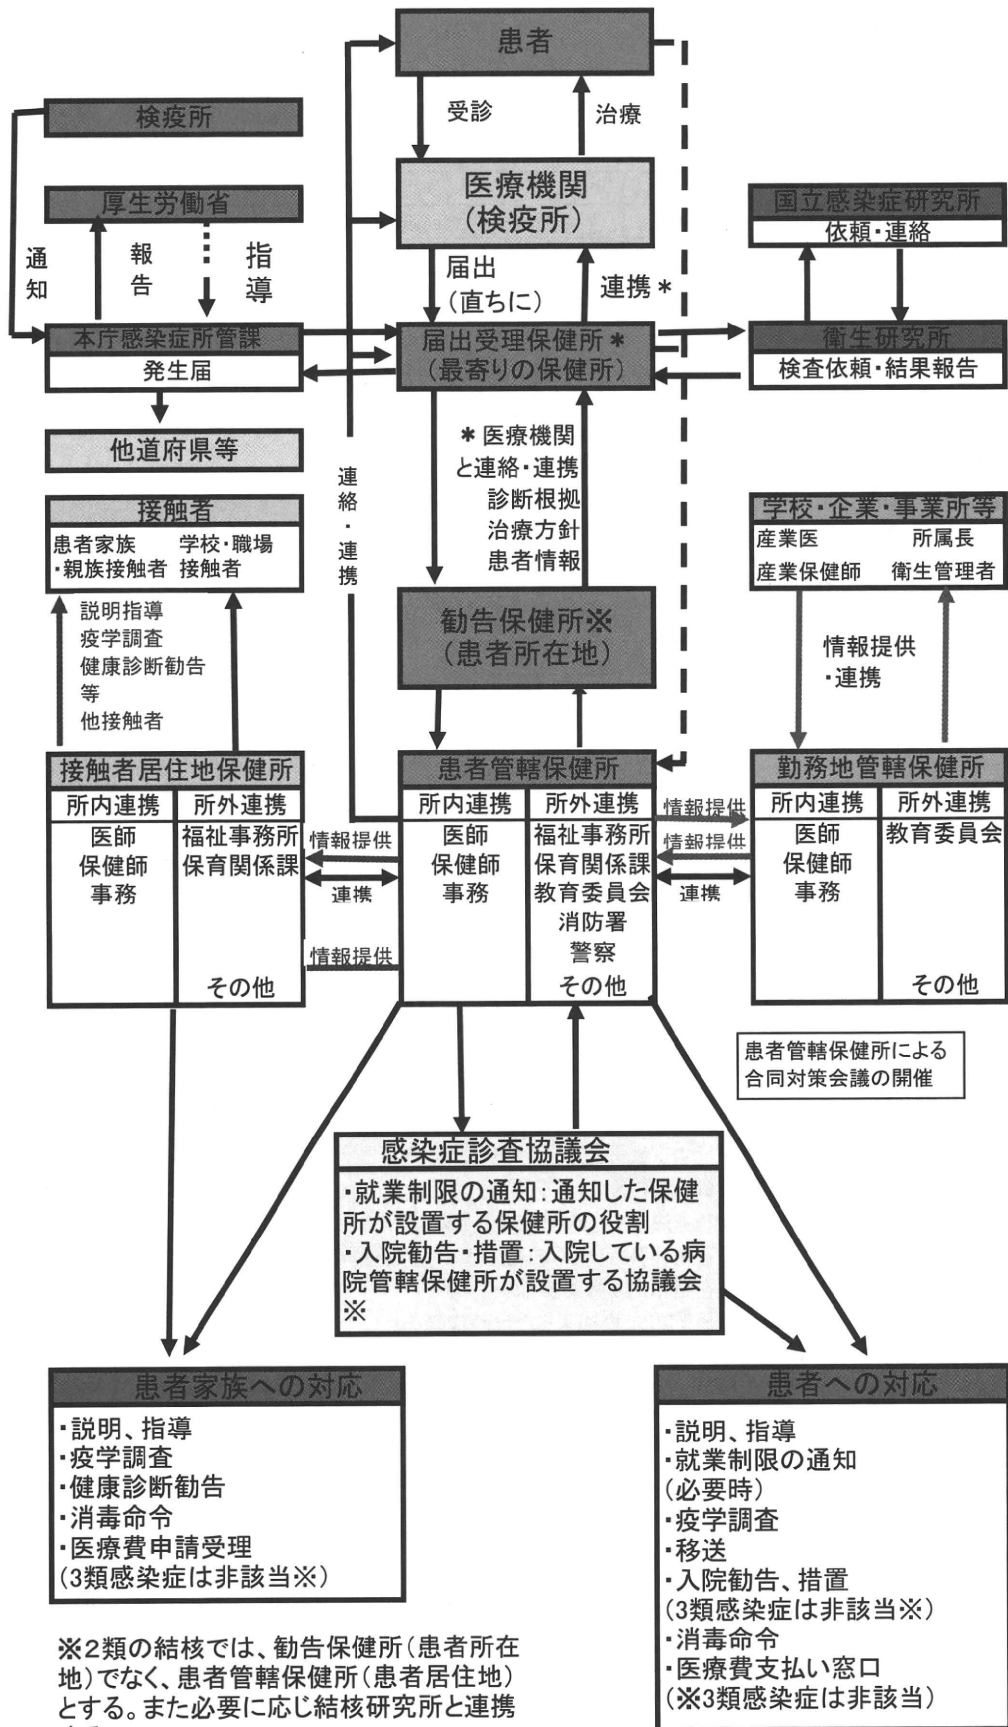 患者
受診
治療
検疫所
医療機関
(検疫所)
厚生労働省
国立感染症研究所
依頼・連絡
通知
報告
指導
届出
(直ちに)
連携*
本庁感染症所管課
発生届
届出受理保健所*
(最寄りの保健所)
衛生研究所
検査依頼・結果報告
他道府県等
*医療機関
と連絡・連携
診断根拠
治療方針
患者情報
連絡・連携
接触者
患者家族 学校・職場
・親族接触者 接触者
学校・企業・事業所等
産業医 所属長
産業保健師 衛生管理者
説明指導
疫学調査
健康診断勧告
等
他接触者
勧告保健所※
(患者所在地)
情報提供
・連携
接触者居住地保健所
所内連携 所外連携
医師 福祉事務所
保健師 保育関係課
事務
その他
情報提供
連携
情報提供
患者管轄保健所
所内連携 所外連携
医師 福祉事務所
保健師 保育関係課
事務 教育委員会
消防署
警察
その他
情報提供
情報提供
連携
勤務地管轄保健所
所内連携 所外連携
医師 教育委員会
保健師
事務
その他
患者管轄保健所による
合同対策会議の開催
感染症診査協議会
・就業制限の通知:通知した保健
所が設置する保健所の役割
・入院勧告・措置:入院している病
院管轄保健所が設置する協議会
※
患者家族への対応
・説明、指導
・疫学調査
・健康診断勧告
・消毒命令
・医療費申請受理
(3類感染症は非該当※)
患者への対応
・説明、指導
・就業制限の通知
(必要時)
・疫学調査
・移送
・入院勧告、措置
(3類感染症は非該当※)
・消毒命令
・医療費支払い窓口
(※3類感染症は非該当)
※2類の結核では、勧告保健所(患者所在
地)でなく、患者管轄保健所(患者居住地)
とする。また必要に応じ結核研究所と連携